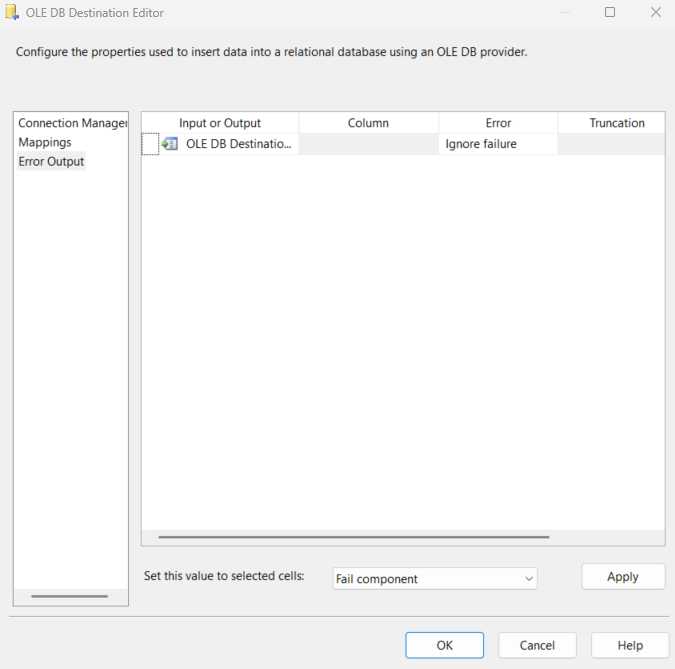 OLE DB Destination Editor
Configure the properties used to insert data into a relational database using an OLE DB provider.
Connection Manager
Mappings
Error Output
Input or Output Column Error Truncation
OLE DB Destinatio... Ignore failure
Set this value to selected cells: Fail component Apply
OK Cancel Help